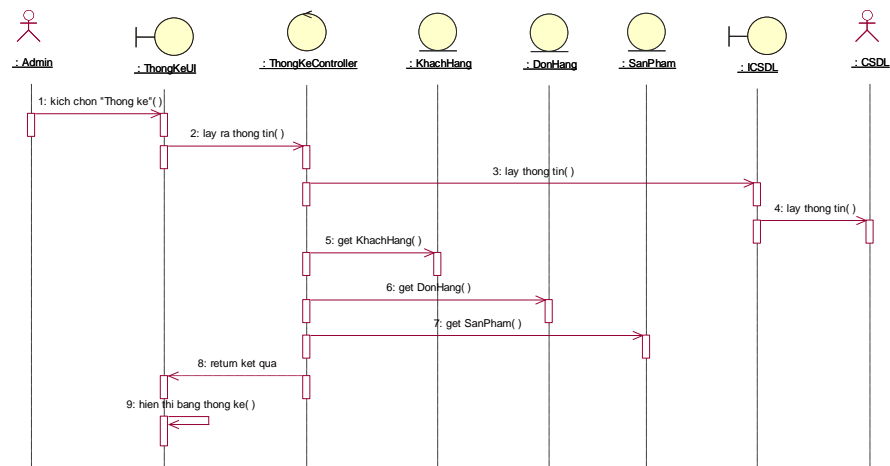 : Admin
: ThongKeUI
: ThongKeController
: KhachHang
: DonHang
: SanPham
: ICSDL
: CSDL
1: kich chon "Thong ke"( )
2: lay ra thong tin( )
3: lay thong tin( )
4: lay thong tin( )
5: get KhachHang( )
6: get DonHang( )
7: get SanPham( )
8: return ket qua
9: hien thi bang thong ke( )